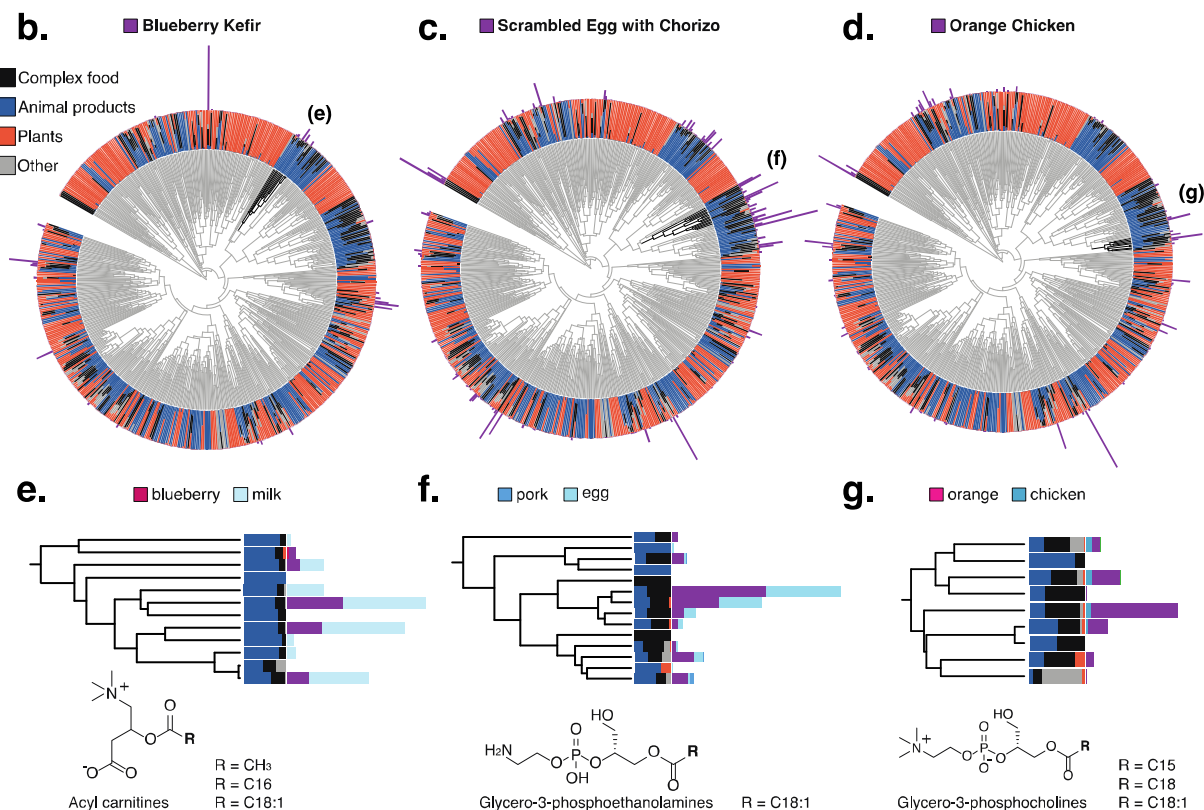 b.
Blueberry Kefir
c.
Scrambled Egg with Chorizo
d.
Orange Chicken
Complex food
Animal products
Plants
Other
(e)
(f)
(g)
e.
blueberry milk
f.
pork egg
g.
orange chicken
N+
O
O
R
-O
O
Acyl carnitines
R = CH₃
R = C16
R = C18:1
HO
O
H₂N
O
P
O
OH
O
R
O
Glycero-3-phosphoethanolamines
R = C18:1
HO
O
N+
O
P
O
O-
O
R
O
Glycero-3-phosphocholines
R = C15
R = C18
R = C18:1